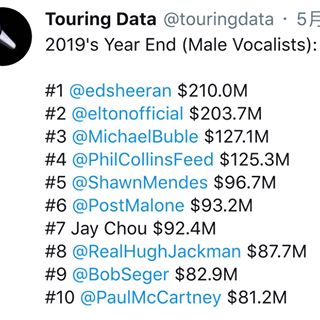 Touring Data @touringdata · 5月
2019's Year End (Male Vocalists):
#1 @edsheeran $210.0M
#2 @eltonofficial $203.7M
#3 @MichaelBuble $127.1M
#4 @PhilCollinsFeed $125.3M
#5 @ShawnMendes $96.7M
#6 @PostMalone $93.2M
#7 Jay Chou $92.4M
#8 @RealHughJackman $87.7M
#9 @BobSeger $82.9M
#10 @PaulMcCartney $81.2M